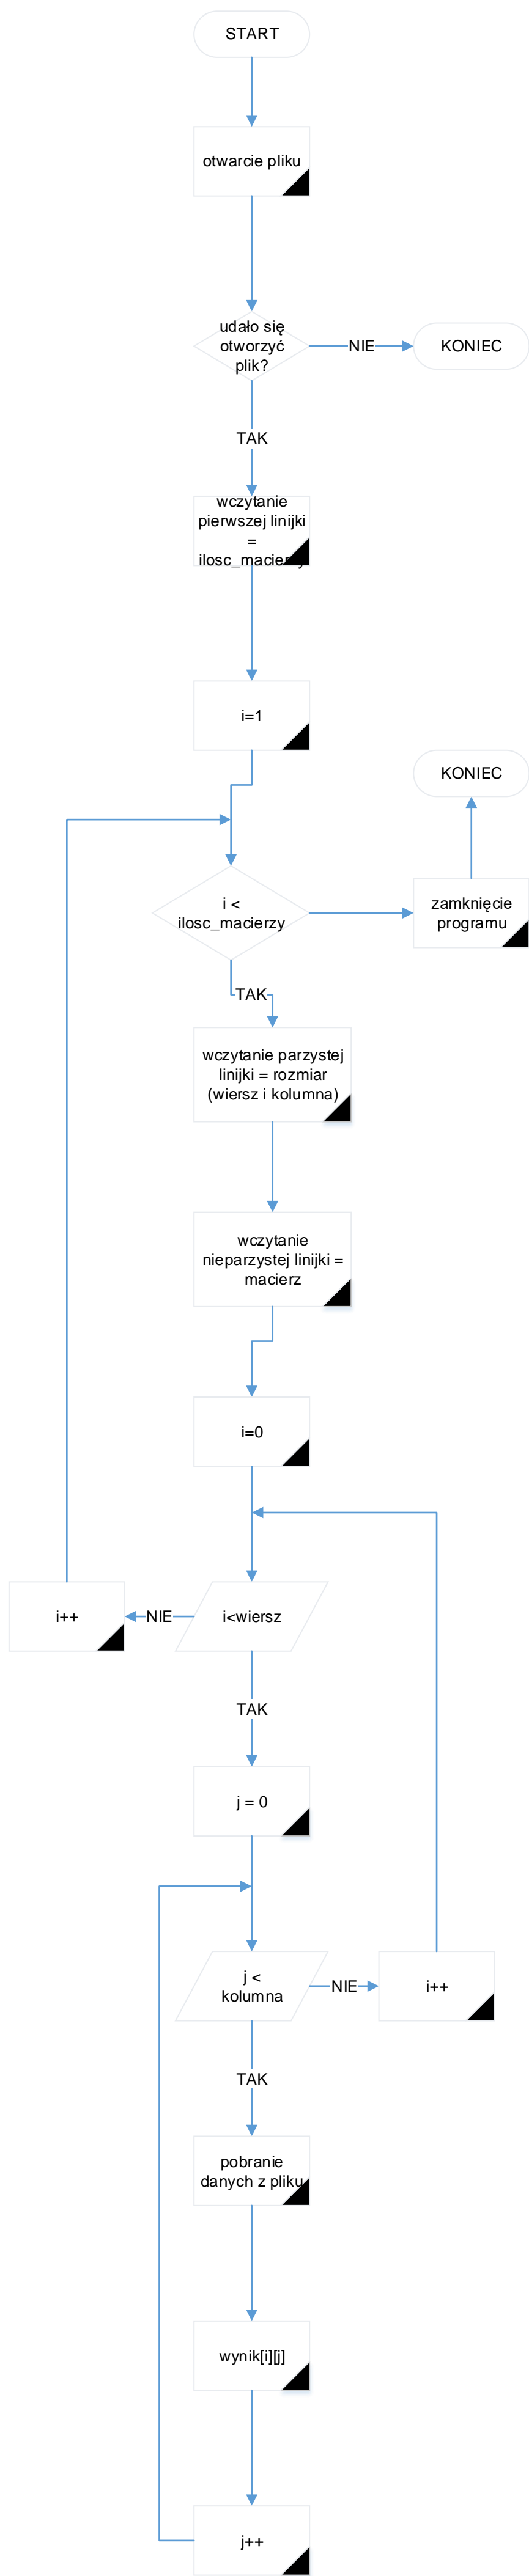 START
otwarcie pliku
udało się
otworzyć
plik?
NIE
KONIEC
TAK
wczytanie
pierwszej linijki
=
ilosc_macierzy
i=1
KONIEC
i <
ilosc_macierzy
zamknięcie
programu
TAK
wczytanie parzystej
linijki = rozmiar
(wiersz i kolumna)
wczytanie
nieparzystej linijki =
macierz
i=0
i++
NIE
i<wiersz
TAK
j = 0
j <
kolumna
NIE
i++
TAK
pobranie
danych z pliku
wynik[i][j]
j++